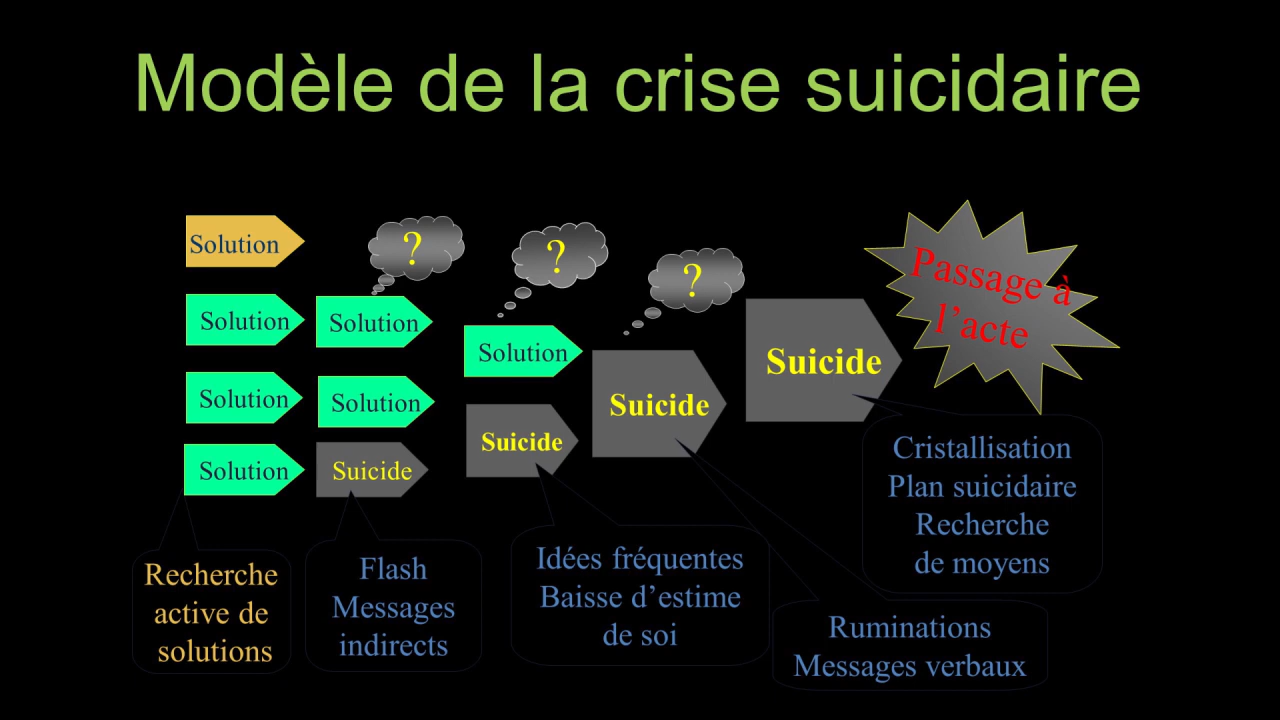 Modèle de la crise suicidaire
Solution
?
?
?
Passage à
l’acte
Solution
Solution
Solution
Suicide
Solution
Solution
Suicide
Suicide
Solution
Suicide
Recherche
active de
solutions
Flash
Messages
indirects
Idées fréquentes
Baisse d’estime
de soi
Ruminations
Messages verbaux
Cristallisation
Plan suicidaire
Recherche
de moyens